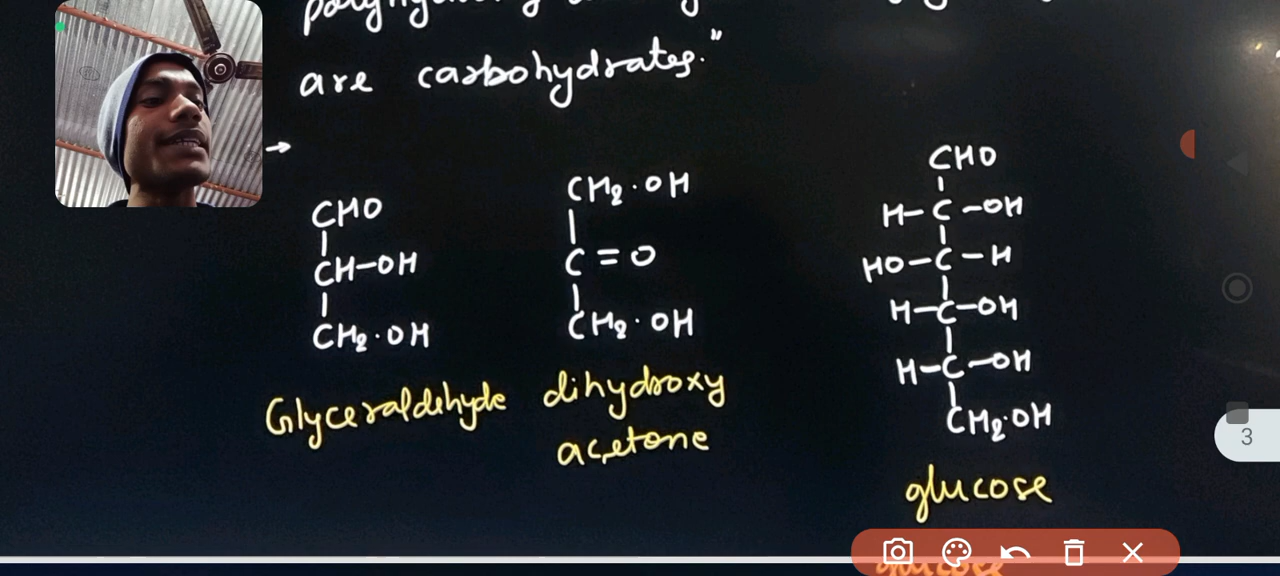 are carbohydrates."
→
CHO
CH-OH
CH2·OH
Glyceraldehyde
CH2·OH
C=O
CH2·OH
dihydroxy
acetone
CHO
H-C-OH
HO-C-H
H-C-OH
H-C-OH
CH2·OH
glucose
3
glucose